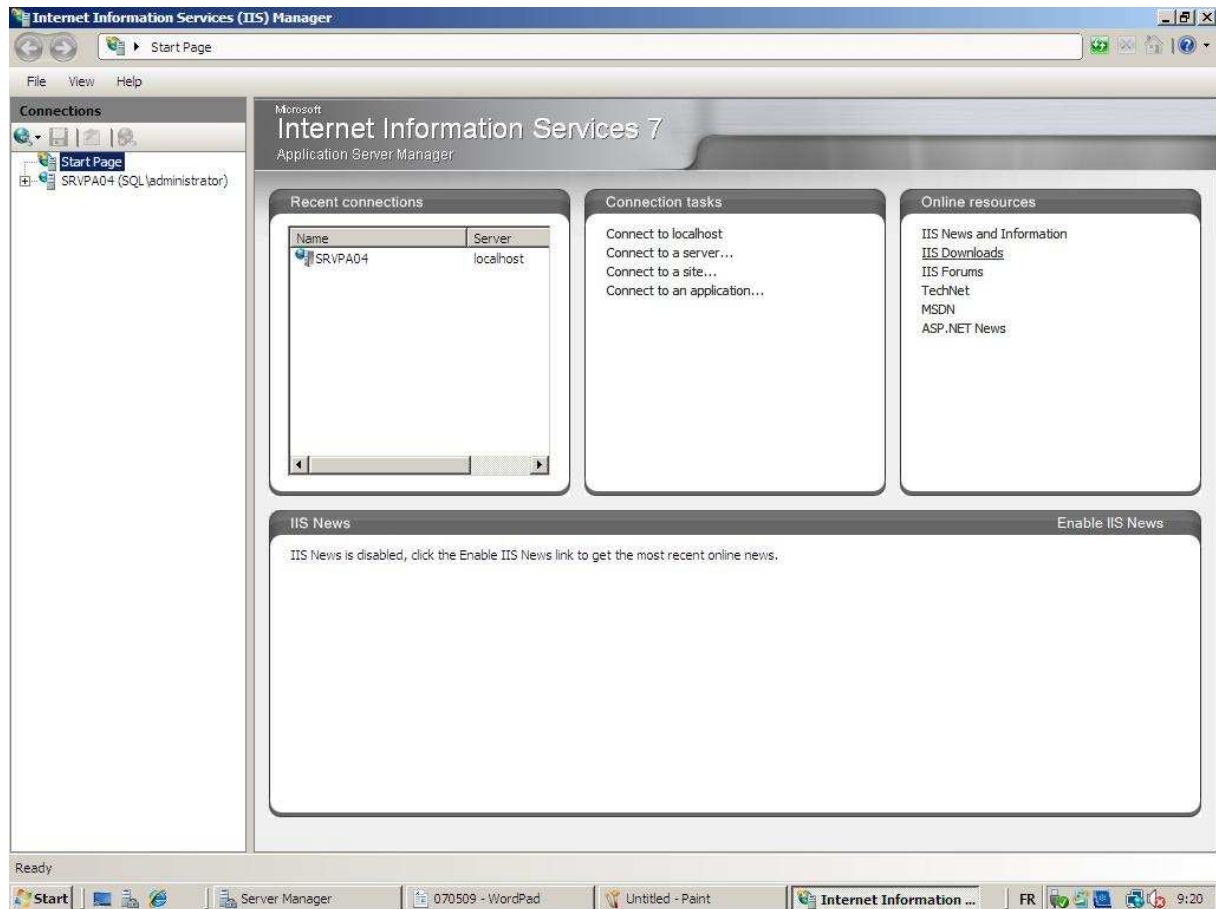 Internet Information Services (IIS) Manager
Start Page
File View Help
Connections
Start Page
SRVPA04 (SQL\administrator)
Microsoft
Internet Information Services 7
Application Server Manager
Recent connections
Name Server
SRVPA04 localhost
Connection tasks
Connect to localhost
Connect to a server...
Connect to a site...
Connect to an application...
Online resources
IIS News and Information
IIS Downloads
IIS Forums
TechNet
MSDN
ASP.NET News
IIS News Enable IIS News
IIS News is disabled, click the Enable IIS News link to get the most recent online news.
Ready
Start Server Manager 070509 - WordPad Untitled - Paint Internet Information ... FR 9:20